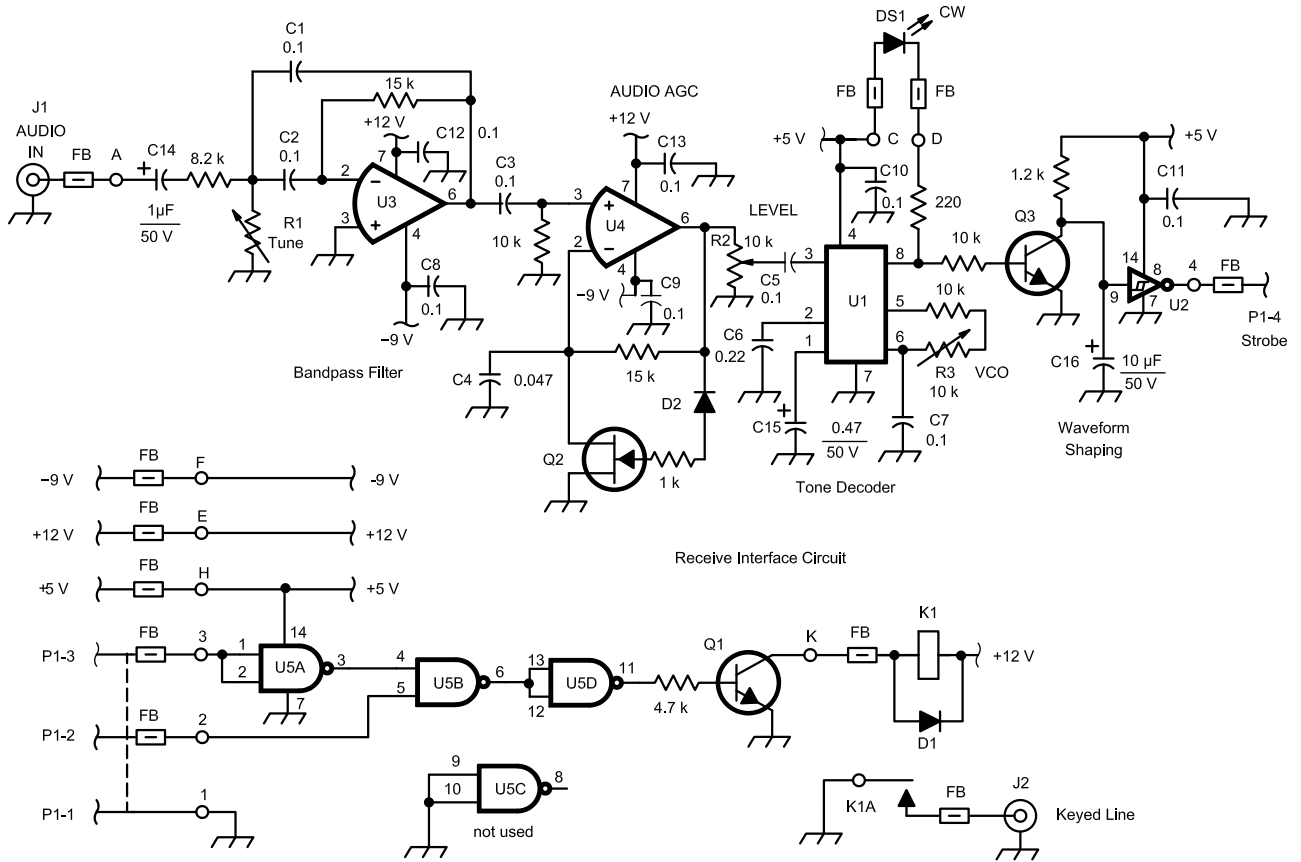 C1
0.1
DS1
CW
15 k
J1
AUDIO
IN
FB
A
C14
+
1µF
50 V
8.2 k
C2
0.1
+12 V
C12
0.1
2
7
−
U3
6
+
3
4
R1
Tune
C8
0.1
−9 V
Bandpass Filter
C3
0.1
10 k
AUDIO AGC
+12 V
C13
0.1
3
7
+
U4
6
−
2
4
−9 V
C9
0.1
LEVEL
R2
10 k
C5
0.1
C4
0.047
15 k
D2
Q2
1 k
FB
FB
+5 V
C
D
C10
0.1
220
4
3
8
U1
5
2
6
1
7
10 k
10 k
C6
0.22
C15
+
0.47
50 V
R3
10 k
VCO
C7
0.1
Tone Decoder
Q3
1.2 k
+5 V
C11
0.1
14
8
9
7
U2
4
FB
P1-4
Strobe
C16
+
10 µF
50 V
Waveform
Shaping
−9 V
FB
F
−9 V
+12 V
FB
E
+12 V
+5 V
FB
H
+5 V
Receive Interface Circuit
P1-3
FB
3
1
2
14
U5A
3
7
4
5
U5B
6
13
12
U5D
11
4.7 k
Q1
K
FB
K1
+12 V
D1
P1-2
FB
2
P1-1
1
9
10
U5C
8
not used
K1A
FB
J2
Keyed Line